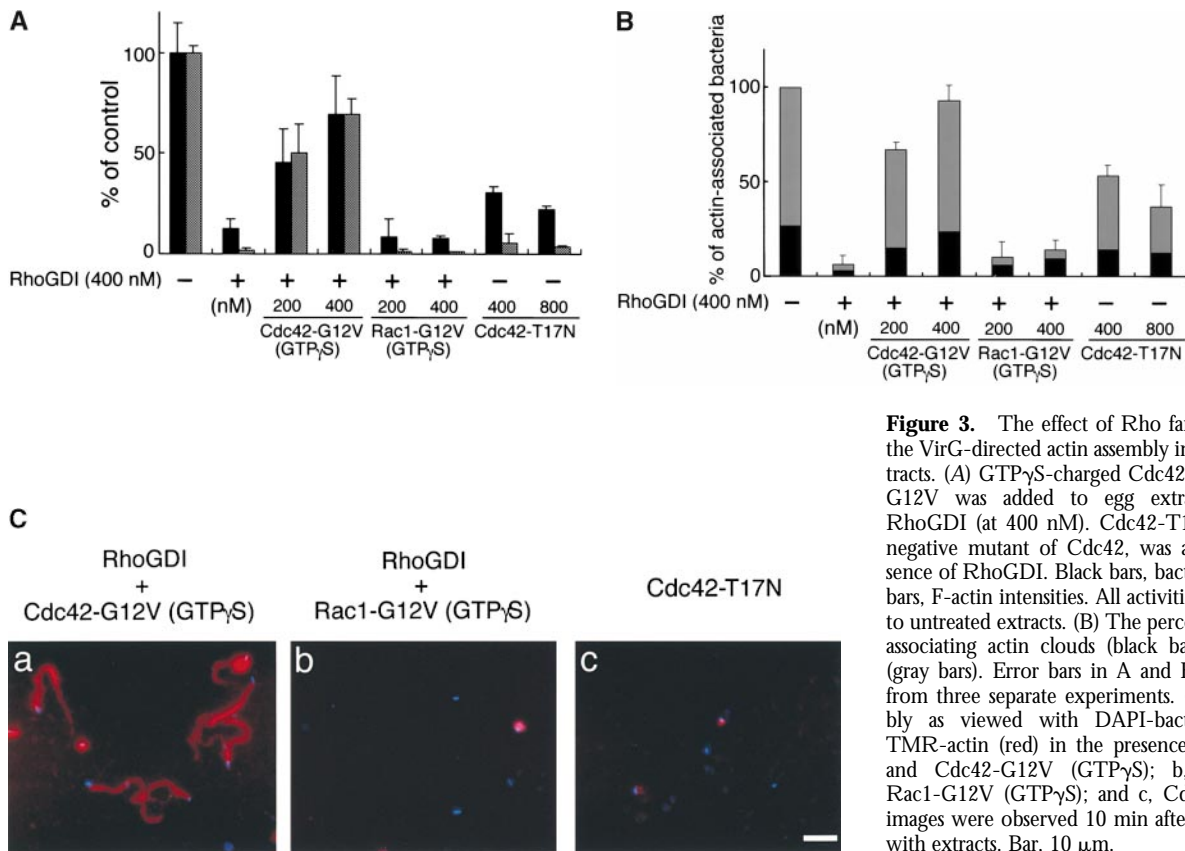 A
% of control
100
50
0
RhoGDI (400 nM) − + + + + + − −
(nM) 200 400 200 400 400 800
Cdc42-G12V (GTPγS) Rac1-G12V (GTPγS) Cdc42-T17N
B
% of actin-associated bacteria
100
50
0
RhoGDI (400 nM) − + + + + + − −
(nM) 200 400 200 400 400 800
Cdc42-G12V (GTPγS) Rac1-G12V (GTPγS) Cdc42-T17N
C
RhoGDI
+
Cdc42-G12V (GTPγS)
RhoGDI
+
Rac1-G12V (GTPγS)
Cdc42-T17N
a
b
c
Figure 3. The effect of Rho fam
the VirG-directed actin assembly in
tracts. (A) GTPγS-charged Cdc42
G12V was added to egg extra
RhoGDI (at 400 nM). Cdc42-T1
negative mutant of Cdc42, was a
sence of RhoGDI. Black bars, bact
bars, F-actin intensities. All activiti
to untreated extracts. (B) The perce
associating actin clouds (black ba
(gray bars). Error bars in A and B
from three separate experiments.
bly as viewed with DAPI-bact
TMR-actin (red) in the presence
and Cdc42-G12V (GTPγS); b,
Rac1-G12V (GTPγS); and c, Cd
images were observed 10 min after
with extracts. Bar, 10 μm.